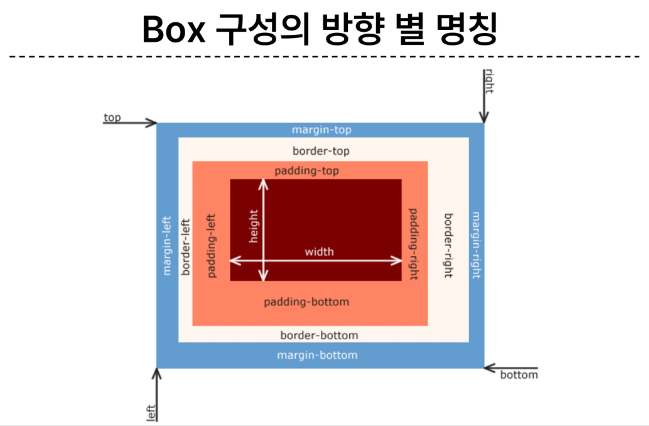 Box 구성의 방향 별 명칭
right
top
margin-top
border-top
padding-top
margin-left
border-left
padding-left
height
width
padding-right
border-right
margin-right
padding-bottom
border-bottom
margin-bottom
bottom
left